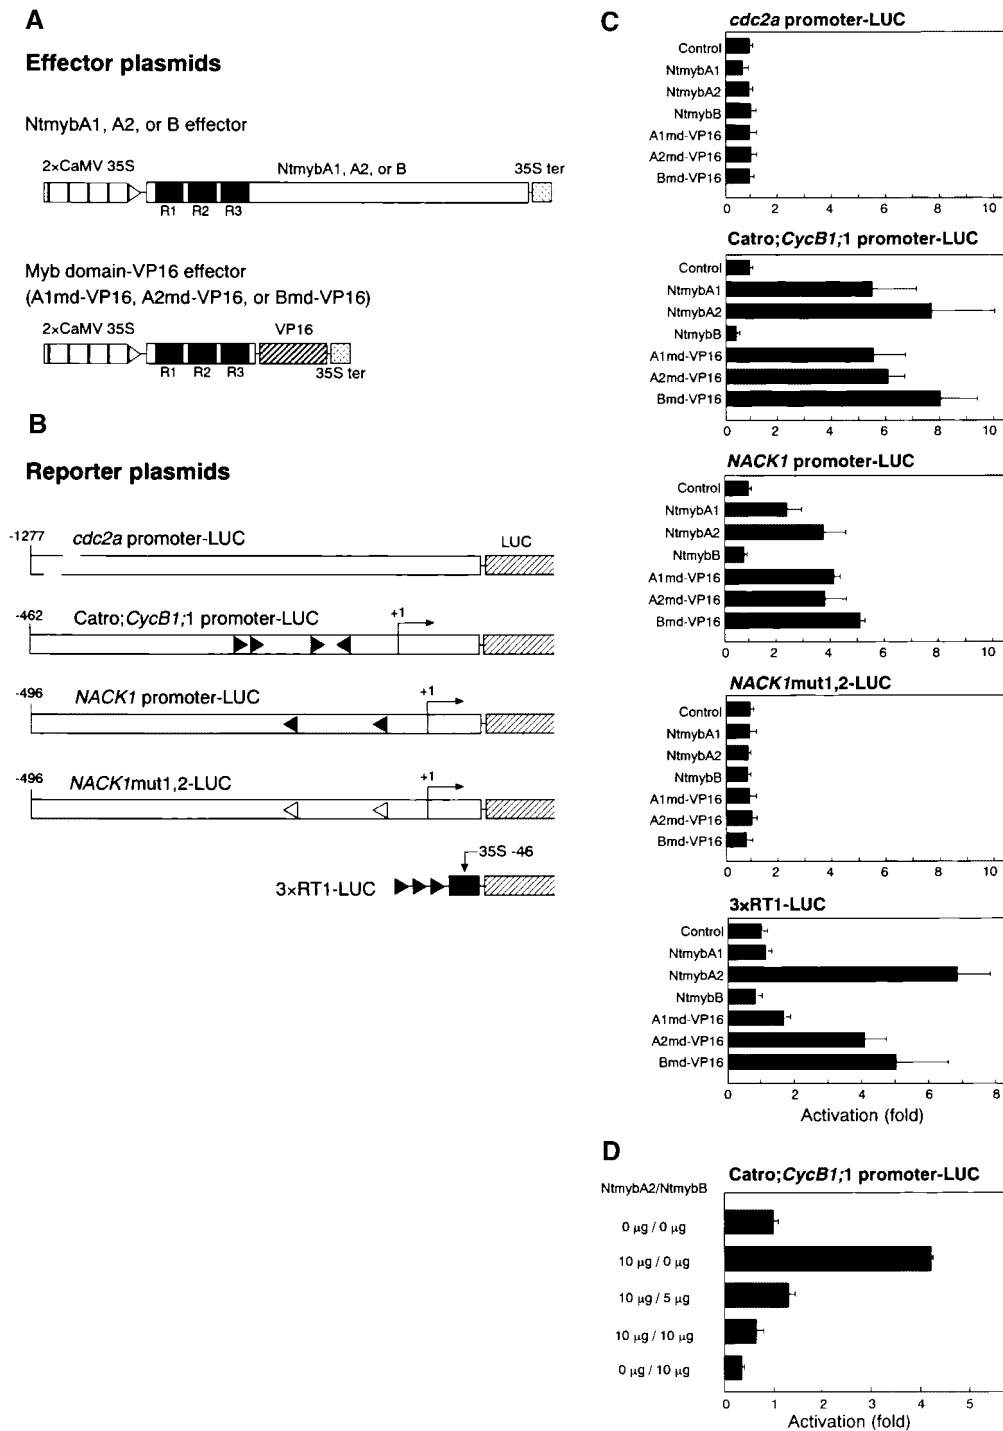 A
Effector plasmids
NtmybA1, A2, or B effector
2×CaMV 35S
NtmybA1, A2, or B
35S ter
R1 R2 R3
Myb domain-VP16 effector
(A1md-VP16, A2md-VP16, or Bmd-VP16)
2×CaMV 35S
VP16
R1 R2 R3
35S ter
B
Reporter plasmids
-1277
cdc2a promoter-LUC
LUC
-462
Catro;CycB1;1 promoter-LUC
+1
-496
NACK1 promoter-LUC
+1
-496
NACK1mut1,2-LUC
+1
35S -46
3×RT1-LUC
C
cdc2a promoter-LUC
Control
NtmybA1
NtmybA2
NtmybB
A1md-VP16
A2md-VP16
Bmd-VP16
0 2 4 6 8 10
Catro;CycB1;1 promoter-LUC
Control
NtmybA1
NtmybA2
NtmybB
A1md-VP16
A2md-VP16
Bmd-VP16
0 2 4 6 8 10
NACK1 promoter-LUC
Control
NtmybA1
NtmybA2
NtmybB
A1md-VP16
A2md-VP16
Bmd-VP16
0 2 4 6 8 10
NACK1mut1,2-LUC
Control
NtmybA1
NtmybA2
NtmybB
A1md-VP16
A2md-VP16
Bmd-VP16
0 2 4 6 8 10
3×RT1-LUC
Control
NtmybA1
NtmybA2
NtmybB
A1md-VP16
A2md-VP16
Bmd-VP16
0 2 4 6 8
Activation (fold)
D
Catro;CycB1;1 promoter-LUC
NtmybA2/NtmybB
0 µg / 0 µg
10 µg / 0 µg
10 µg / 5 µg
10 µg / 10 µg
0 µg / 10 µg
0 1 2 3 4 5
Activation (fold)